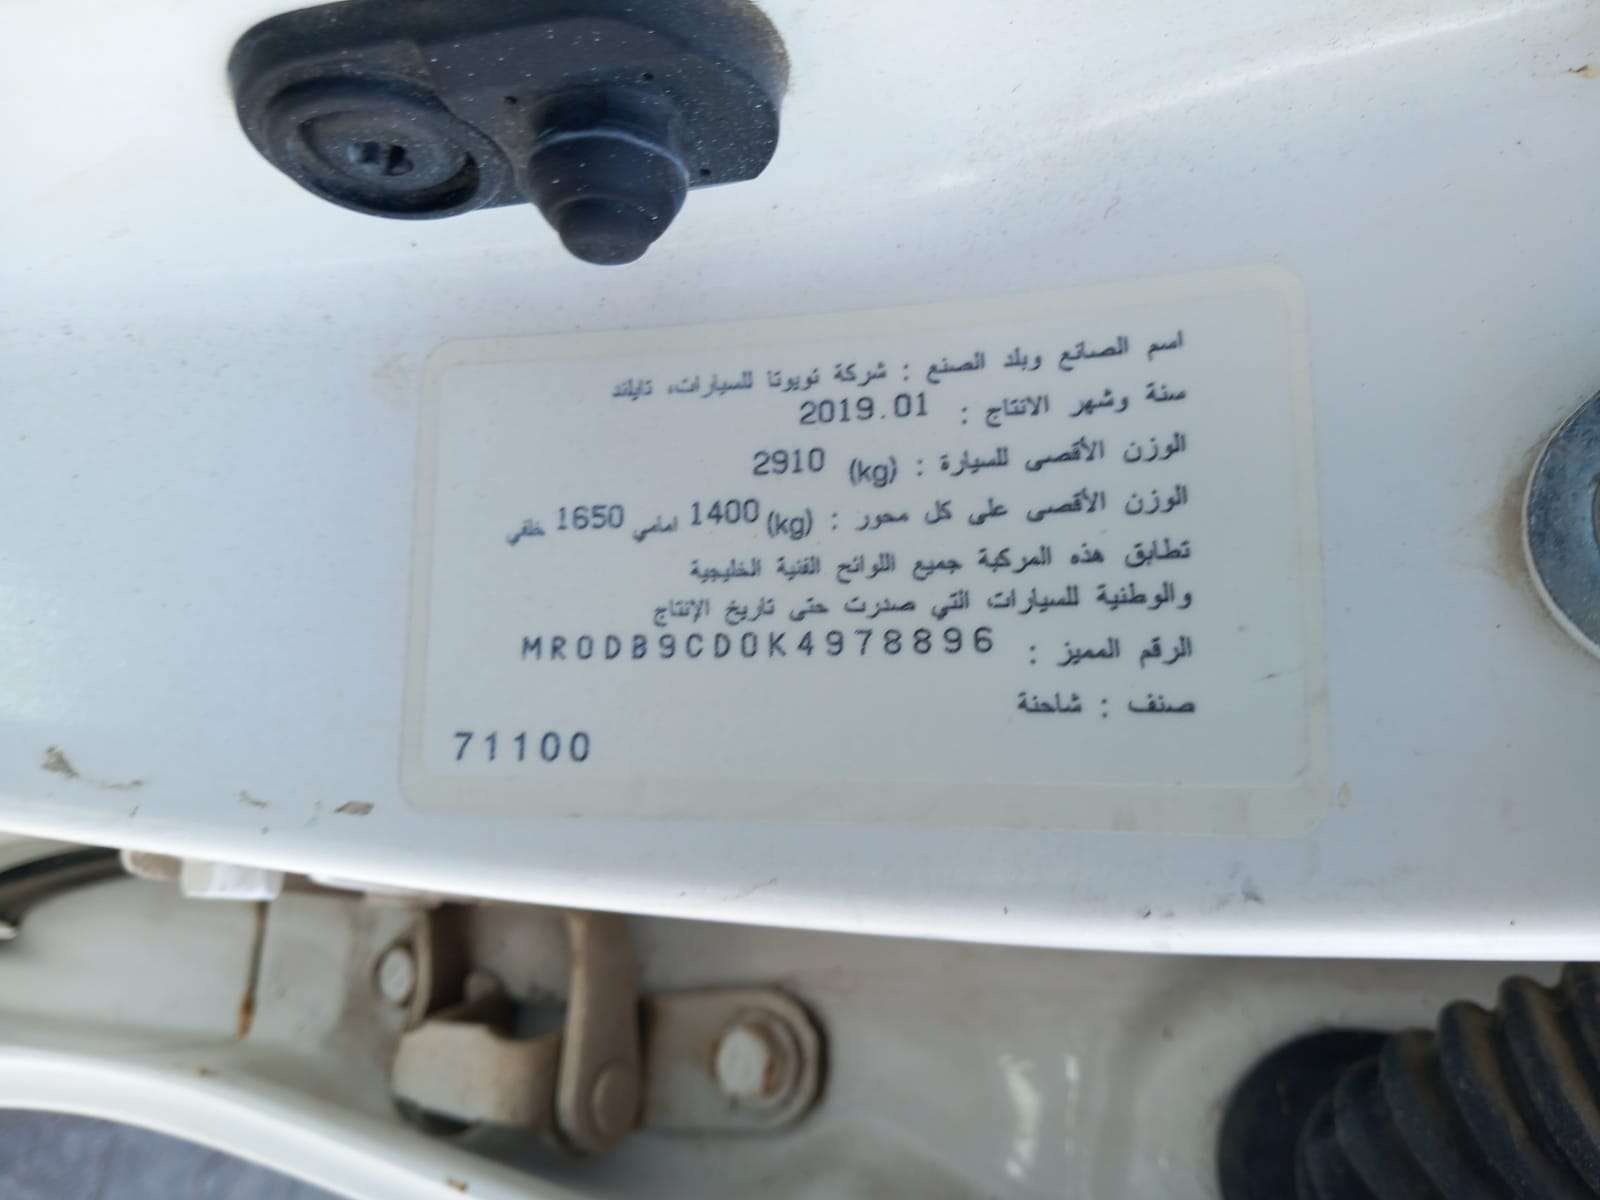 اسم الصانع وبلد الصنع : شركة تويوتا للسيارات، تايلند
سنة وشهر الانتاج : 2019.01
الوزن الأقصى للسيارة : (kg) 2910
الوزن الأقصى على كل محور : (kg) 1400 امامي 1650 خلفي
تطابق هذه المركبة جميع اللوائح الفنية الخليجية
والوطنية للسيارات التي صدرت حتى تاريخ الإنتاج
الرقم المميز : MR0DB9CD0K4978896
صنف : شاحنة
71100